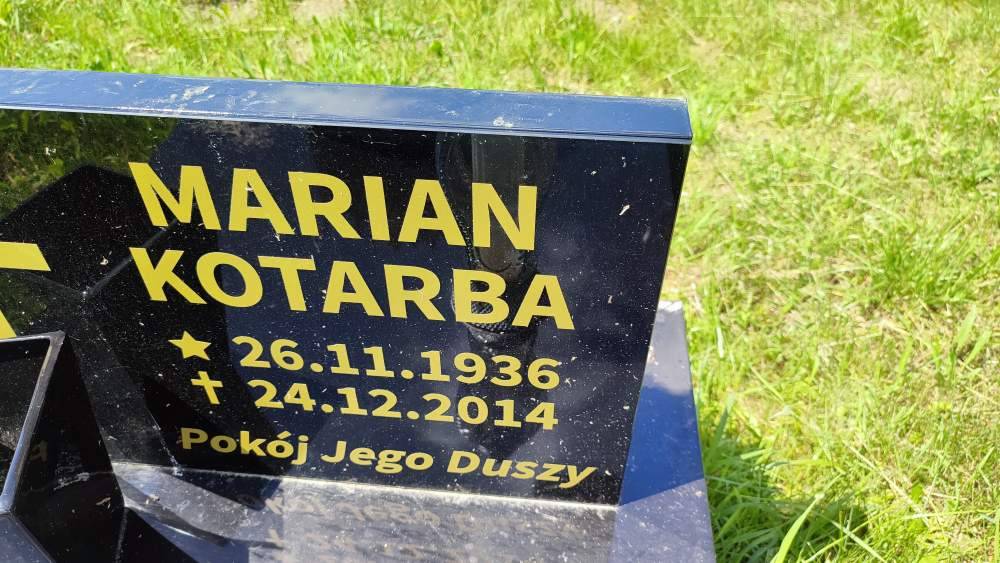 MARIAN
KOTARBA
★ 26.11.1936
✝ 24.12.2014
Pokój Jego Duszy